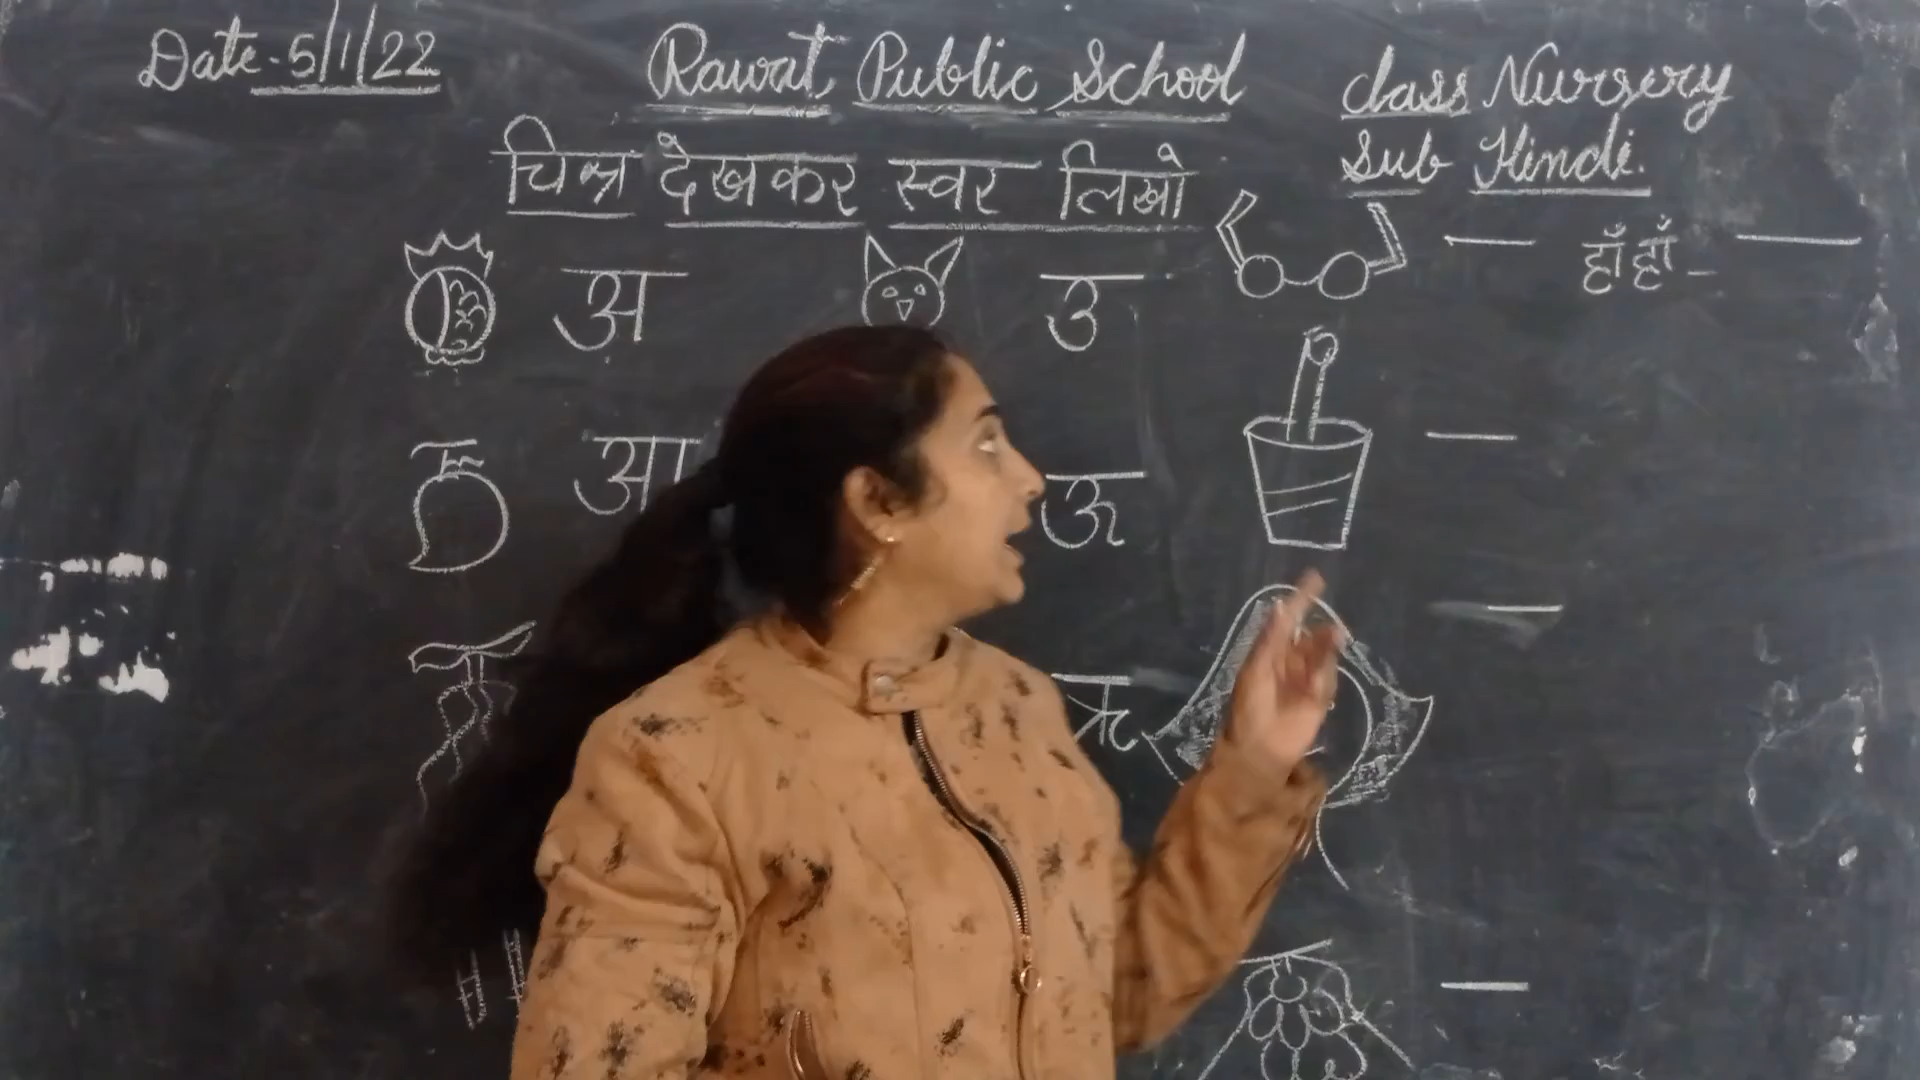 Date-5/1/22 Rawat Public School class Nursery
Sub Hindi.
चित्र देखकर स्वर लिखो
अ उ हाँ हाँ -
आ ऊ
ऋ